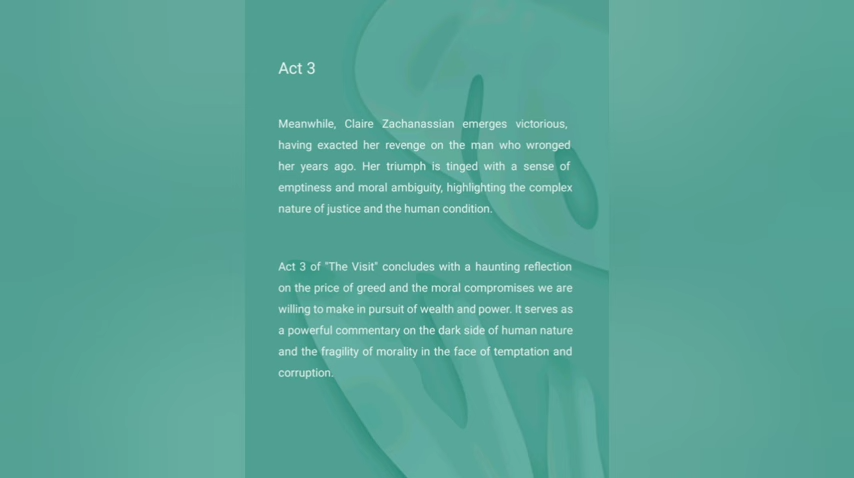 Act 3
Meanwhile, Claire Zachanassian emerges victorious,
having exacted her revenge on the man who wronged
her years ago. Her triumph is tinged with a sense of
emptiness and moral ambiguity, highlighting the complex
nature of justice and the human condition.
Act 3 of "The Visit" concludes with a haunting reflection
on the price of greed and the moral compromises we are
willing to make in pursuit of wealth and power. It serves as
a powerful commentary on the dark side of human nature
and the fragility of morality in the face of temptation and
corruption.